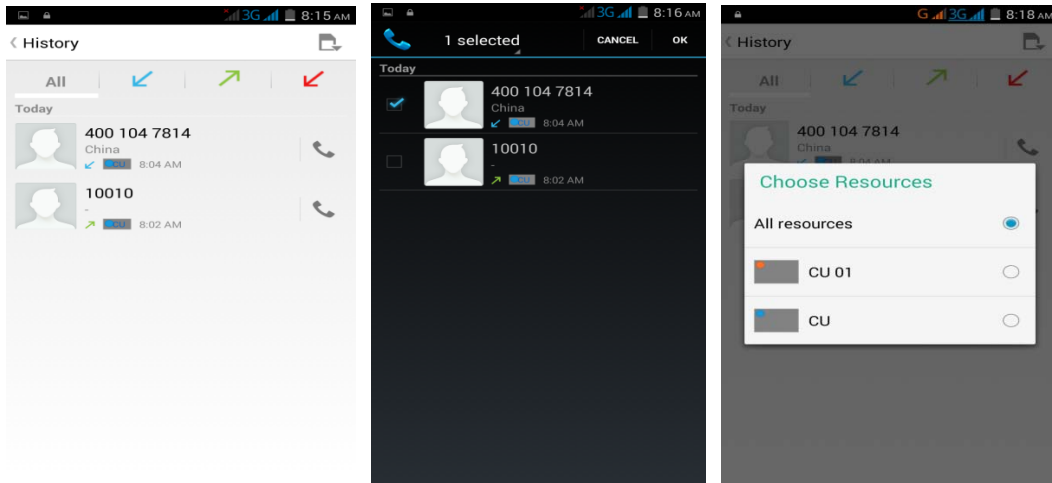 3G 8:15 AM
History
All
Today
400 104 7814
China
CU 8:04 AM
10010
-
CU 8:02 AM
3G 8:16 AM
1 selected CANCEL OK
Today
400 104 7814
China
CU 8:04 AM
10010
-
CU 8:02 AM
G 3G 8:18 AM
History
All
Today
400 104 7814
China
8:04 AM
Choose Resources
All resources
CU 01
CU